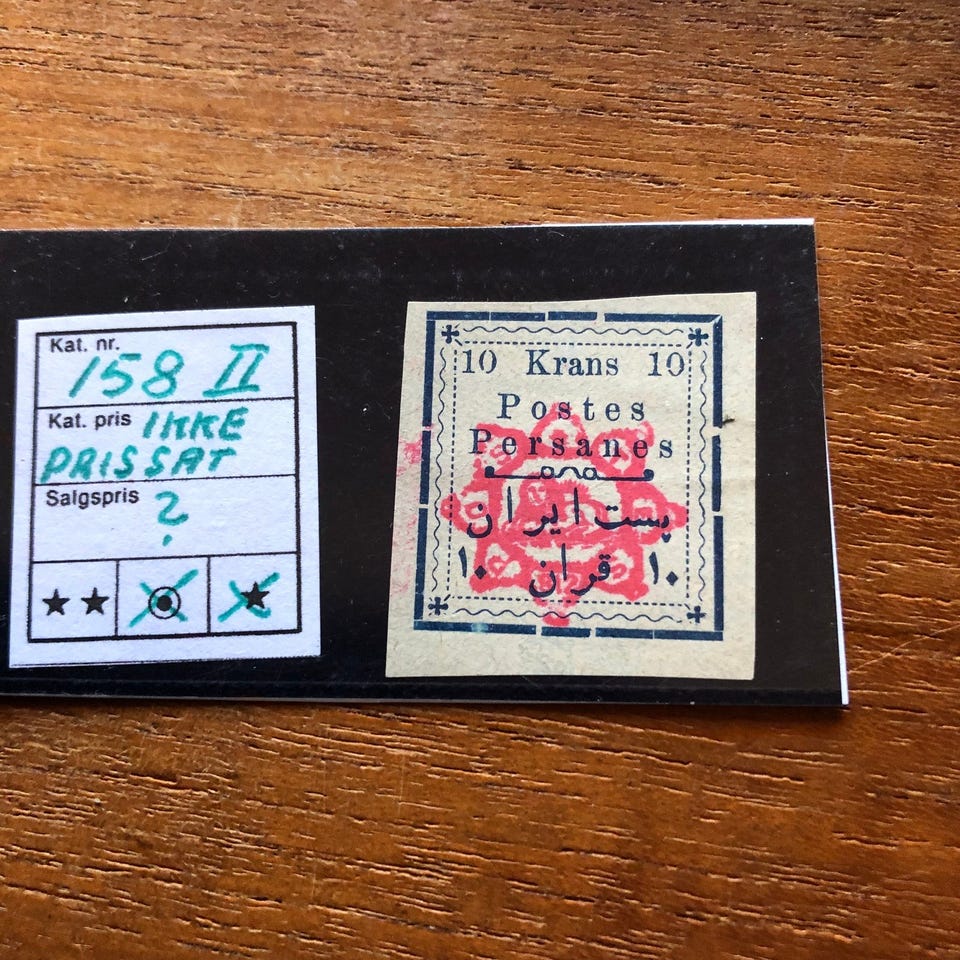 Kat. nr.
158 II
Kat. pris IKKE
PRISSAT
Salgspris ?
10 Krans 10
Postes
Persanes
پست ایران
۱۰ قران ۱۰